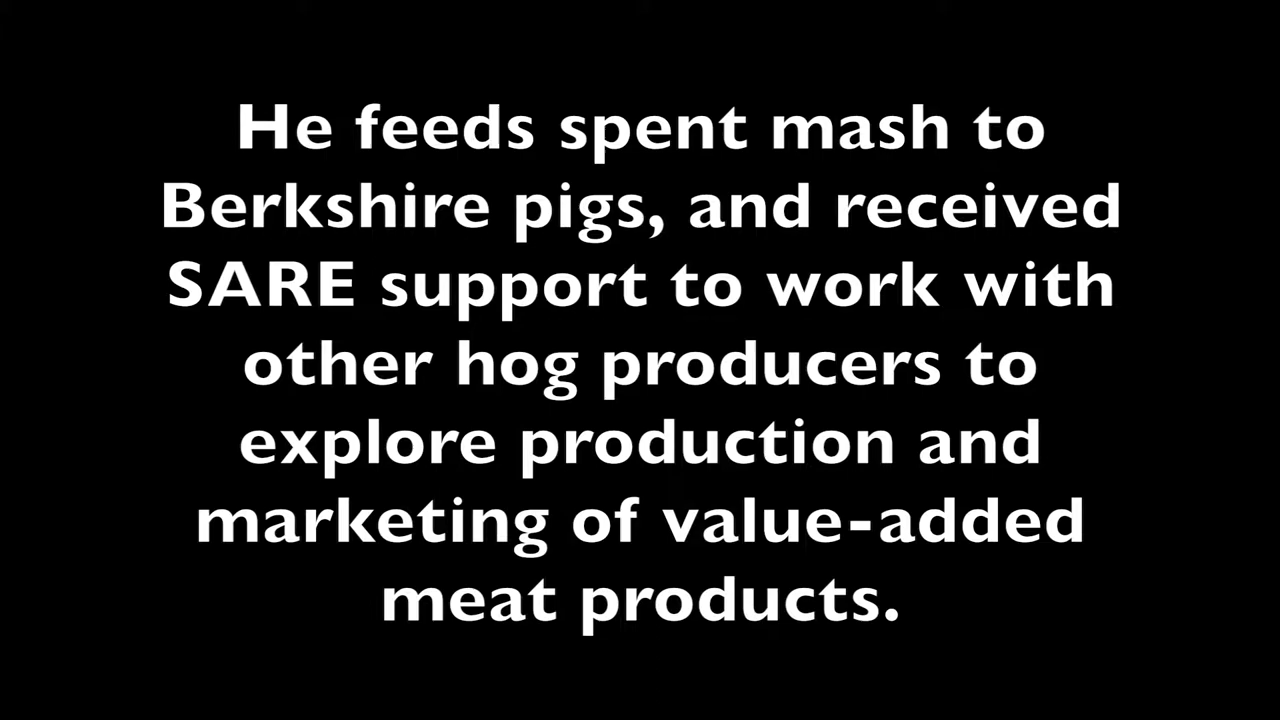 He feeds spent mash to
Berkshire pigs, and received
SARE support to work with
other hog producers to
explore production and
marketing of value-added
meat products.